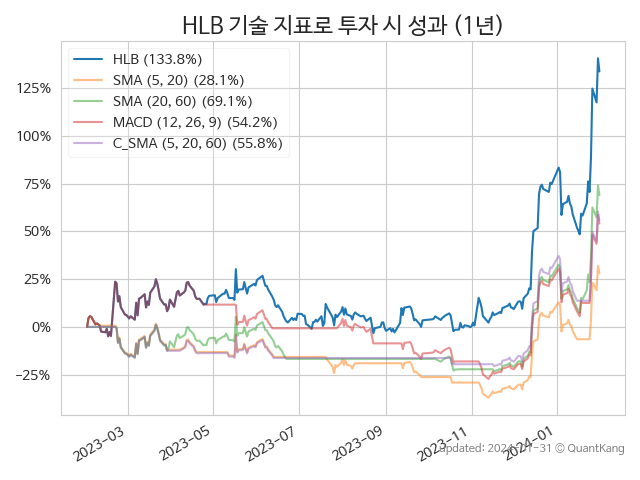 HLB 기술 지표로 투자 시 성과 (1년)
HLB (133.8%)
SMA (5, 20) (28.1%)
SMA (20, 60) (69.1%)
MACD (12, 26, 9) (54.2%)
C_SMA (5, 20, 60) (55.8%)
125%
100%
75%
50%
25%
0%
−25%
2023−03
2023−05
2023−07
2023−09
2023−11
2024−01
updated: 2024-01-31 © QuantKang